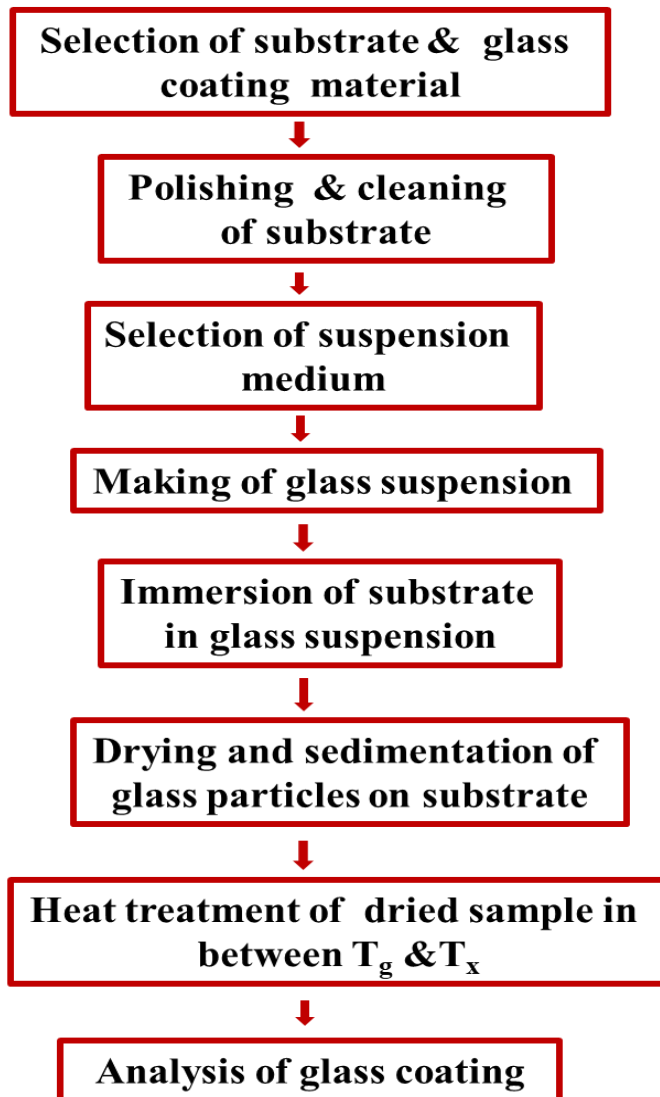 Selection of substrate & glass
coating material
Polishing & cleaning
of substrate
Selection of suspension
medium
Making of glass suspension
Immersion of substrate
in glass suspension
Drying and sedimentation of
glass particles on substrate
Heat treatment of dried sample in
between Tg &Tx
Analysis of glass coating